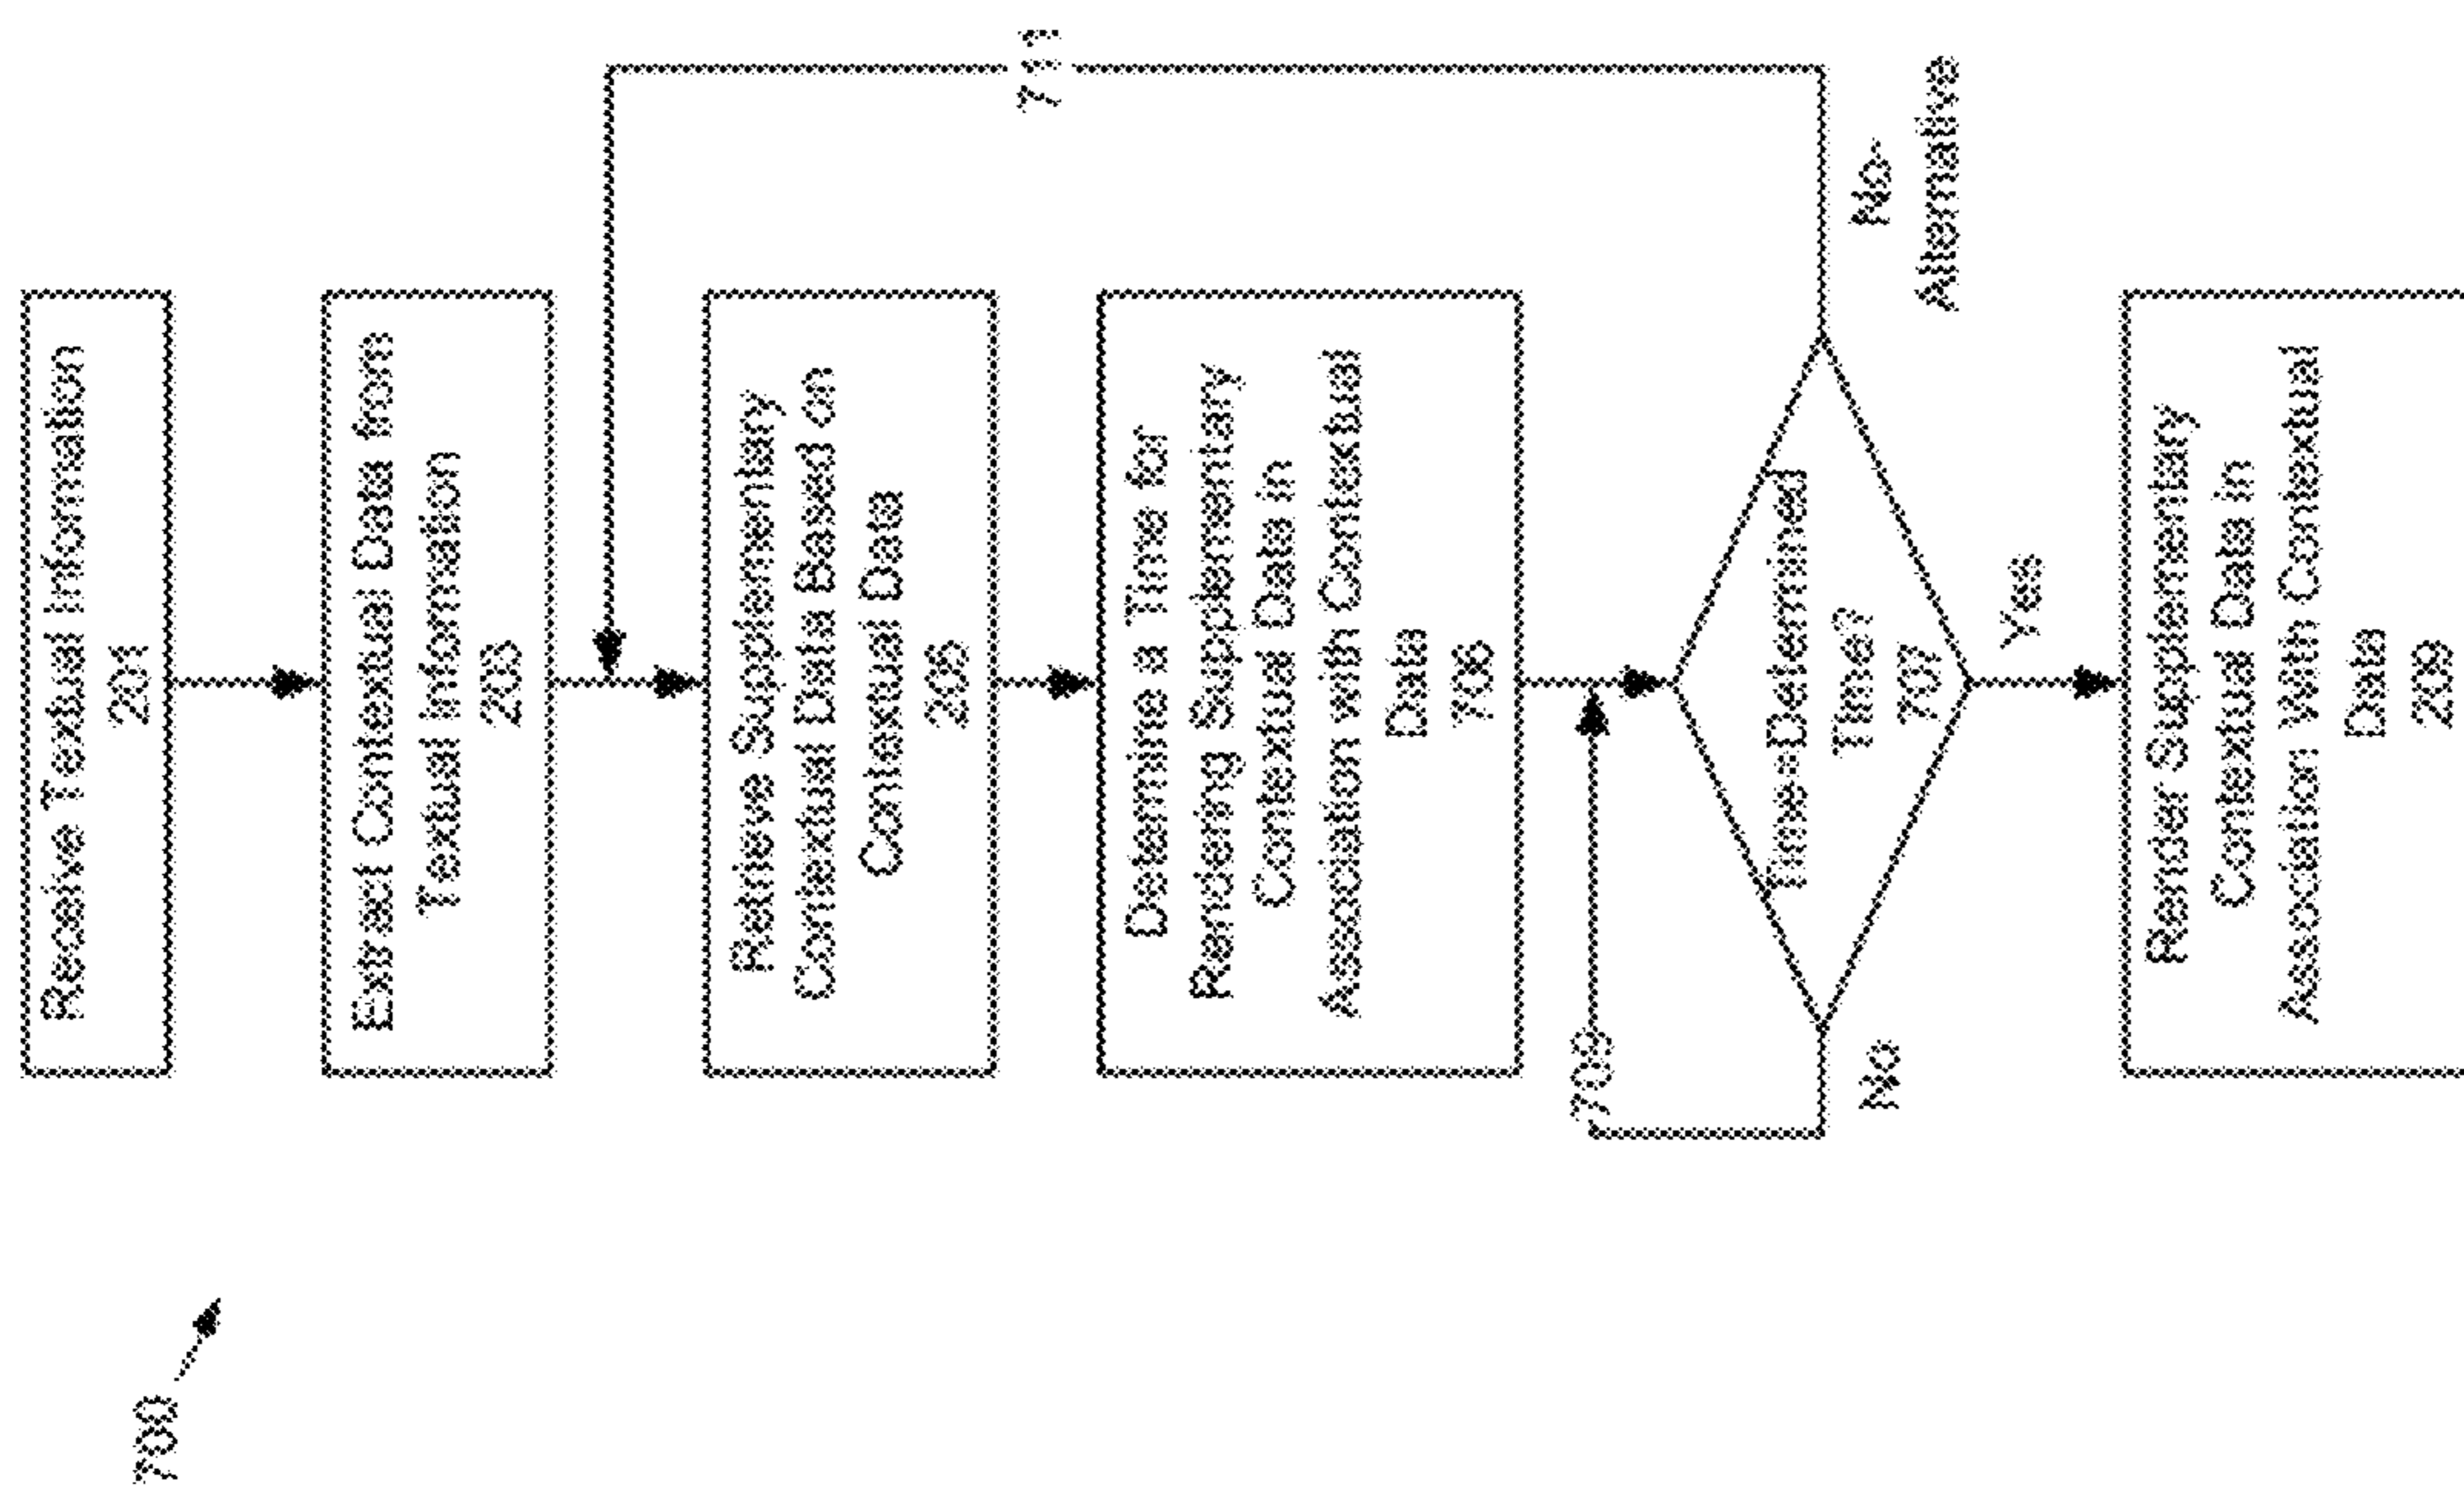 700
Receive Textual Information
201
Extract Contextual Data from
Textual Information
203
Retrieve Supplementary
Contextual Data Based on
Contextual Data
205
711
Determine a Time for
Rendering Supplementary
Contextual Data in
Association with Contextual
Data
706
709
Time=Determined
Time?
707
No
No -
Alternative
Yes
Render Supplementary
Contextual Data in
Association With Contextual
Data
209